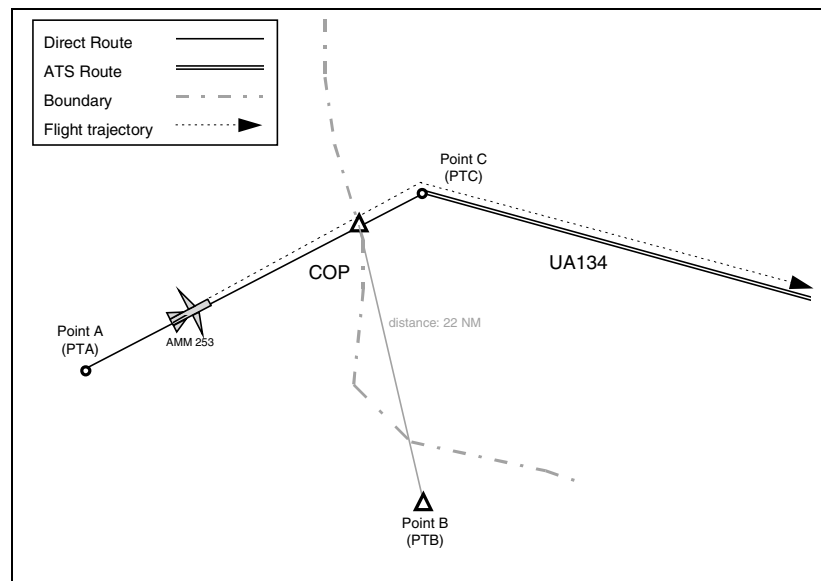 Direct Route
ATS Route
Boundary
Flight trajectory
Point C
(PTC)
COP
UA134
distance: 22 NM
Point A
(PTA)
AMM 253
Point B
(PTB)